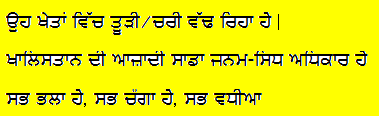 ਉਹ ਖੇਤਾਂ ਵਿੱਚ ਤੂੜੀ/ਚਰੀ ਵੱਢ ਰਿਹਾ ਹੇ|
ਖਾਲਿਸਤਾਨ ਦੀ ਆਜ਼ਾਦੀ ਸਾਡਾ ਜਨਮ-ਸਿਧ ਅਧਿਕਾਰ ਹੇ
ਸਭ ਭਲਾ ਹੇ, ਸਭ ਚੰਗਾ ਹੇ, ਸਭ ਵਧੀਆ